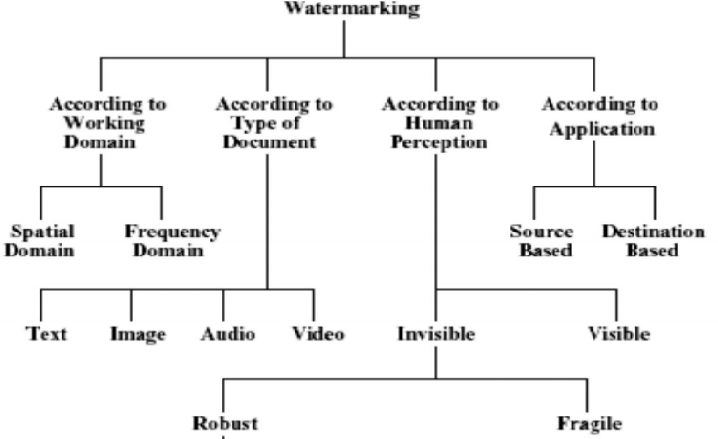 Watermarking
According to
Working
Domain
According to
Type of
Document
According to
Human
Perception
According to
Application
Spatial
Domain
Frequency
Domain
Source
Based
Destination
Based
Text
Image
Audio
Video
Invisible
Visible
Robust
Fragile